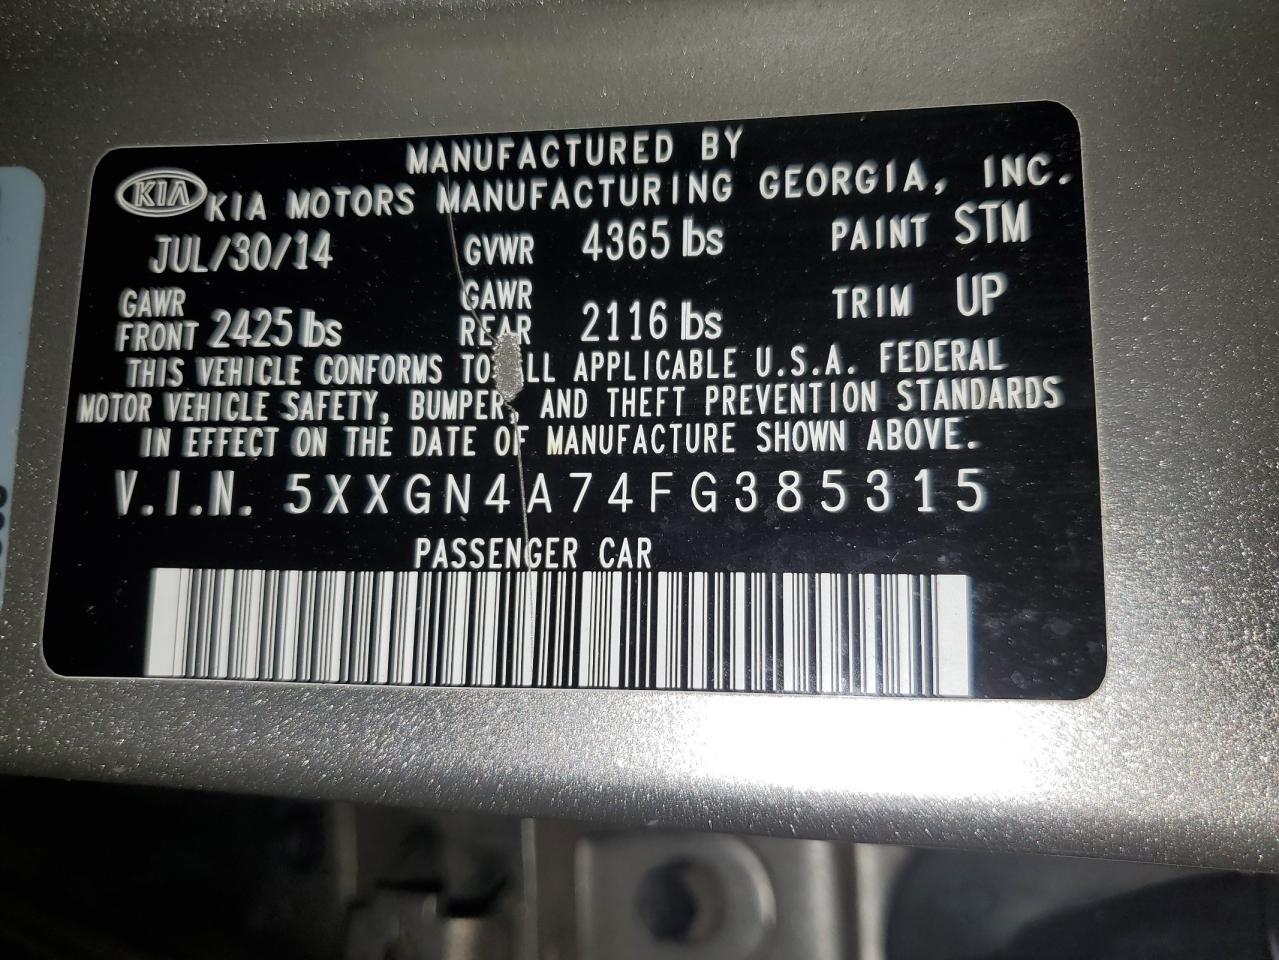 MANUFACTURED BY
KIA KIA MOTORS MANUFACTURING GEORGIA, INC.
JUL/30/14 GVWR 4365 lbs PAINT STM
GAWR FRONT 2425 lbs GAWR REAR 2116 lbs TRIM UP
THIS VEHICLE CONFORMS TO ALL APPLICABLE U.S.A. FEDERAL
MOTOR VEHICLE SAFETY, BUMPER, AND THEFT PREVENTION STANDARDS
IN EFFECT ON THE DATE OF MANUFACTURE SHOWN ABOVE.
V.I.N. 5XXGN4A74FG385315
PASSENGER CAR